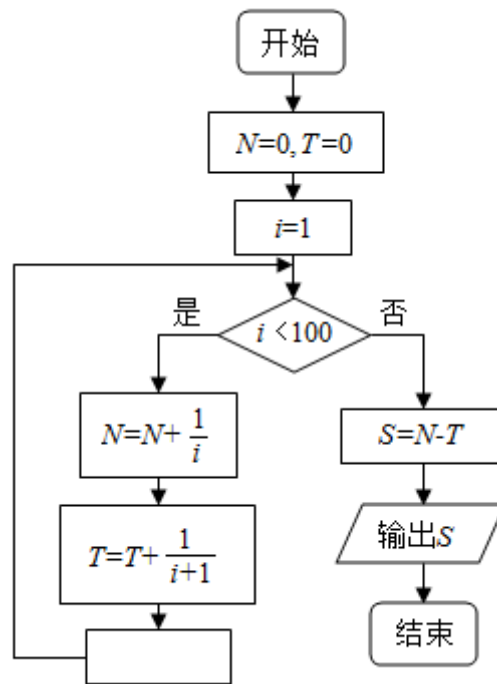 开始
N=0, T=0
i=1
i<100
是
否
N=N+ 1/i
S=N-T
T=T+ 1/(i+1)
输出S
结束